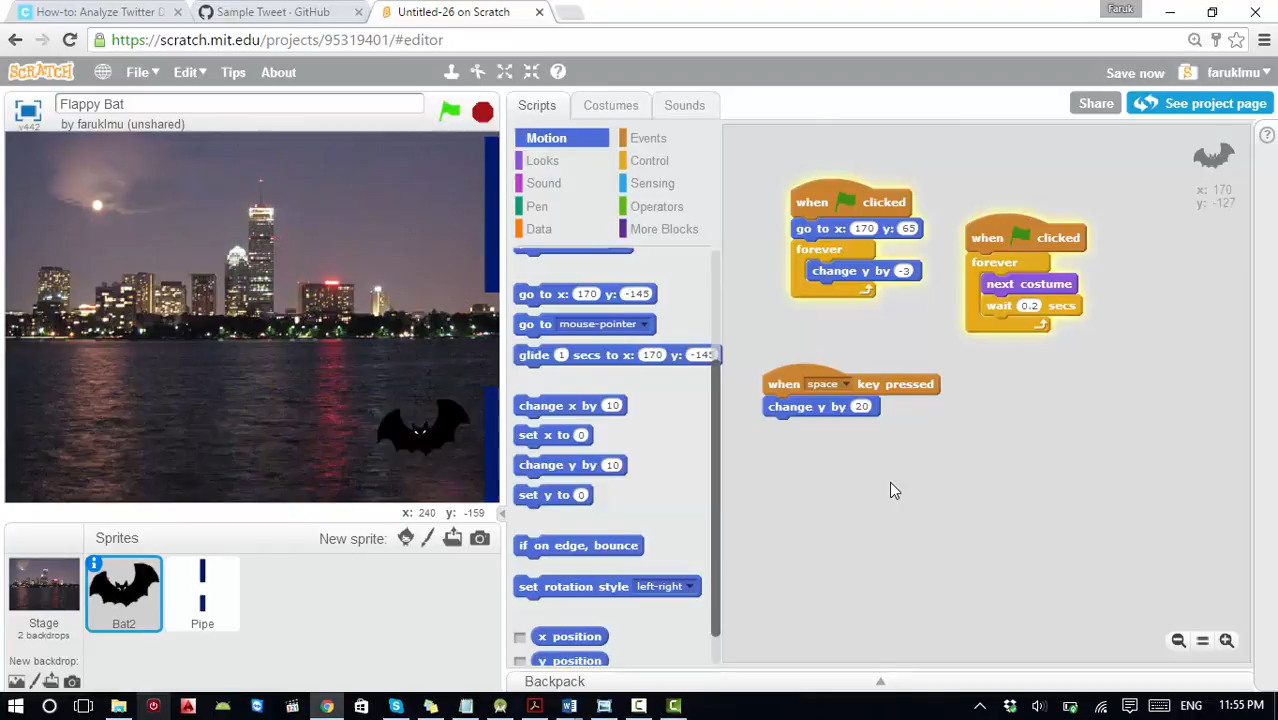 How-to: Analyze Twitter D
Sample Tweet · GitHub
Untitled-26 on Scratch
Faruk
https://scratch.mit.edu/projects/95319401/#editor
SCRATCH
File
Edit
Tips
About
Save now
faruklmu
Flappy Bat
by faruklmu (unshared)
v442
Scripts
Costumes
Sounds
Share
See project page
Motion
Events
Looks
Control
Sound
Sensing
Pen
Operators
Data
More Blocks
go to x: 170 y: -145
go to mouse-pointer
glide 1 secs to x: 170 y: -145
change x by 10
set x to 0
change y by 10
set y to 0
if on edge, bounce
set rotation style left-right
x position
y position
when clicked
go to x: 170 y: 65
forever
change y by -3
when clicked
forever
next costume
wait 0.2 secs
when space key pressed
change y by 20
x: 170
y: -127
x: 240 y: -159
Sprites
New sprite:
Stage
2 backdrops
Bat2
Pipe
New backdrop:
Backpack
ENG
11:55 PM